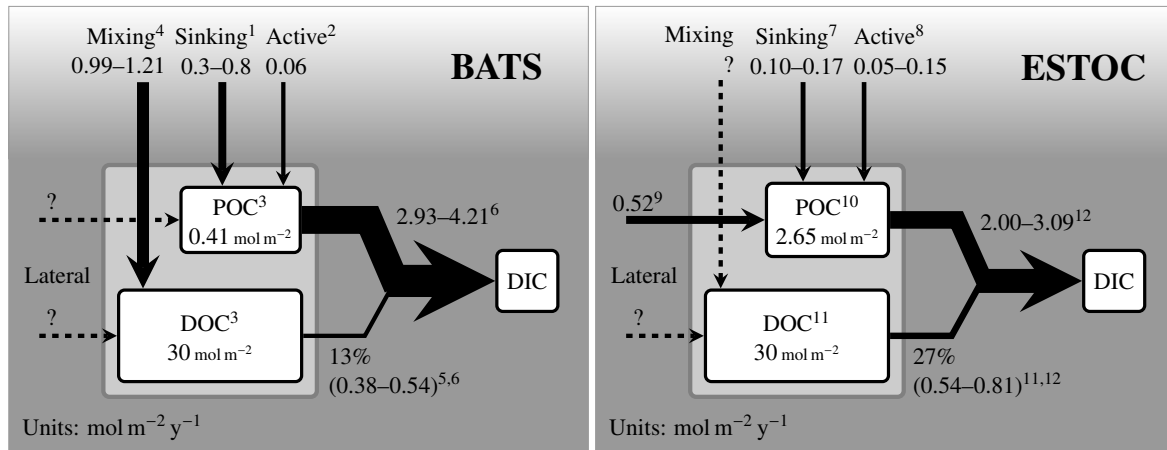 Mixing⁴ Sinking¹ Active²
0.99–1.21 0.3–0.8 0.06
BATS
?
POC³
0.41 mol m⁻²
2.93–4.21⁶
Lateral
DIC
?
DOC³
30 mol m⁻²
13%
(0.38–0.54)⁵,⁶
Units: mol m⁻² y⁻¹
Mixing Sinking⁷ Active⁸
? 0.10–0.17 0.05–0.15
ESTOC
0.52⁹
POC¹⁰
2.65 mol m⁻²
2.00–3.09¹²
Lateral
DIC
?
DOC¹¹
30 mol m⁻²
27%
(0.54–0.81)¹¹,¹²
Units: mol m⁻² y⁻¹